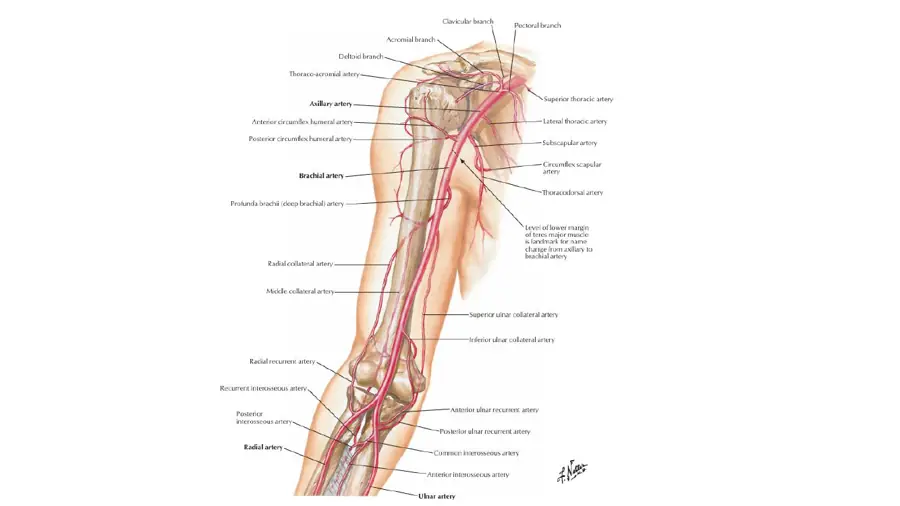 Clavicular branch
Pectoral branch
Acromial branch
Deltoid branch
Thoraco-acromial artery
Superior thoracic artery
Axillary artery
Anterior circumflex humeral artery
Lateral thoracic artery
Posterior circumflex humeral artery
Subscapular artery
Circumflex scapular
artery
Brachial artery
Thoracodorsal artery
Profunda brachii (deep brachial) artery
Level of lower margin
of teres major muscle
is landmark for name
change from axillary to
brachial artery
Radial collateral artery
Middle collateral artery
Superior ulnar collateral artery
Inferior ulnar collateral artery
Radial recurrent artery
Recurrent interosseous artery
Anterior ulnar recurrent artery
Posterior
interosseous artery
Posterior ulnar recurrent artery
Radial artery
Common interosseous artery
Anterior interosseous artery
Ulnar artery
F. Netter